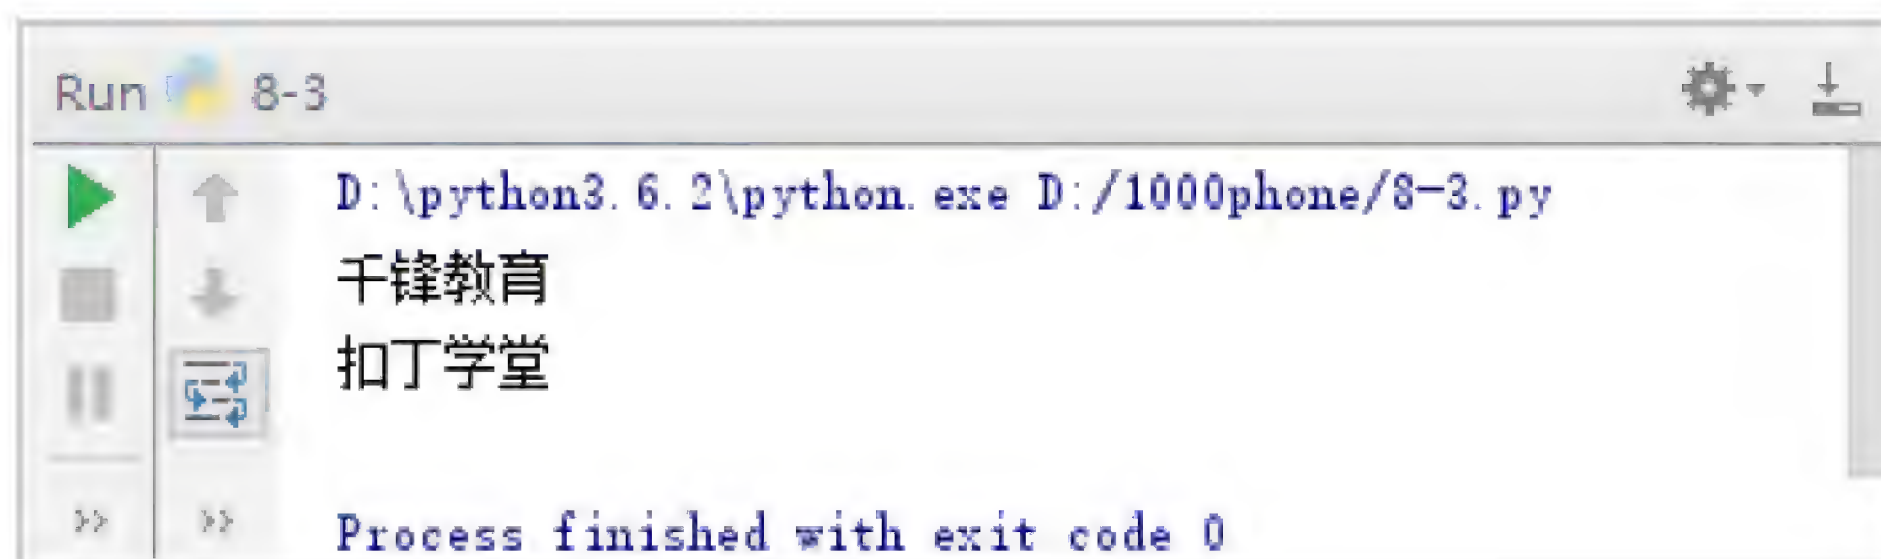 Run 8-3
D:\python3.6.2\python.exe D:/1000phone/8-3.py
千锋教育
扣丁学堂
Process finished with exit code 0